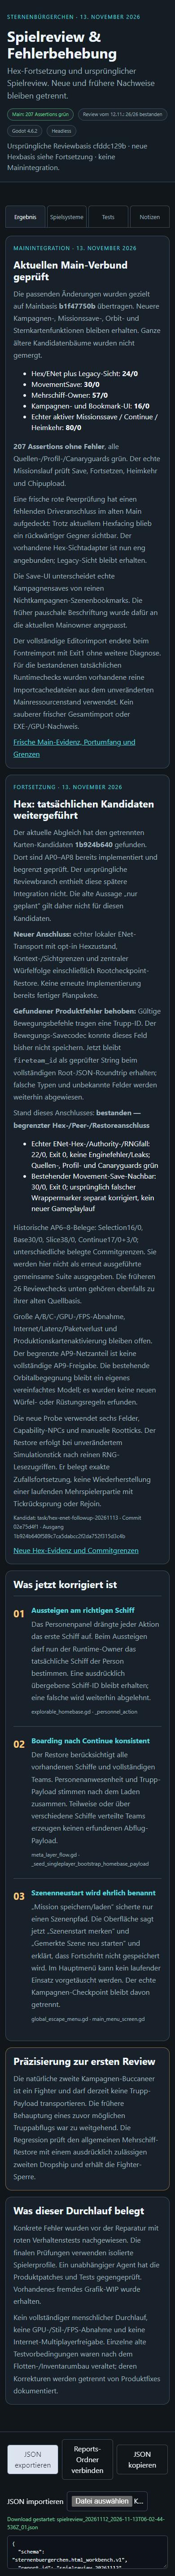 STERNENBÜRGERCHEN · 13. NOVEMBER 2026
Spielreview &
Fehlerbehebung
Hex-Fortsetzung und ursprünglicher
Spielreview. Neue und frühere Nachweise
bleiben getrennt.
Main: 207 Assertions grün
Review vom 12.11.: 26/28 bestanden
Godot 4.6.2
Headless
Ursprüngliche Reviewbasis cfddc129b · neue
Hexbasis siehe Fortsetzung · keine
Mainintegration.
Ergebnis
Spielsysteme
Tests
Notizen
MAININTEGRATION · 13. NOVEMBER 2026
Aktuellen Main-Verbund
geprüft
Die passenden Änderungen wurden gezielt
auf Mainbasis b1f47750b übertragen. Neuere
Kampagnen-, Missionssave-, Orbit- und
Sternkartenfunktionen bleiben erhalten. Ganze
ältere Kandidatenbäume wurden nicht
gemergt.
Hex/ENet plus Legacy-Sicht: 24/0
MovementSave: 30/0
Mehrschiff-Owner: 57/0
Kampagnen- und Bookmark-UI: 16/0
Echter aktiver Missionssave / Continue /
Heimkehr: 80/0
207 Assertions ohne Fehler, alle
Quellen-/Profil-/Canaryguards grün. Der echte
Missionslauf prüft Save, Fortsetzen, Heimkehr
und Chipupload.
Eine frische rote Peerprüfung hat einen
fehlenden Driveranschluss im alten Main
aufgedeckt: Trotz aktuellem Hexfacing blieb
ein rückwärtiger Gegner sichtbar. Der
vorhandene Hex-Sichtadapter ist nun eng
angebunden; Legacy-Sicht bleibt erhalten.
Die Save-UI unterscheidet echte
Kampagnensaves von reinen
Nichtkampagnen-Szenenbookmarks. Die
früher pauschale Beschriftung wurde dafür an
die aktuellen Mainowner angepasst.
Der vollständige Editorimport endete beim
Fontreimport mit Exit1 ohne weitere Diagnose.
Für die bestandenen tatsächlichen
Runtimechecks wurden vorhandene reine
Importcachedaten aus dem unveränderten
Mainressourcenstand verwendet. Kein
sauberer frischer Gesamtimport oder
EXE-/GPU-Nachweis.
Frische Main-Evidenz, Portumfang und
Grenzen
FORTSETZUNG · 13. NOVEMBER 2026
Hex: tatsächlichen Kandidaten
weitergeführt
Der aktuelle Abgleich hat den getrennten
Karten-Kandidaten 1b924b640 gefunden.
Dort sind AP0–AP8 bereits implementiert und
begrenzt geprüft. Der ursprüngliche
Reviewbranch enthielt diese spätere
Integration nicht. Die alte Aussage „nur
geplant“ gilt daher nicht für diesen
Kandidaten.
Neuer Anschluss: echter lokaler ENet-
Transport mit opt-in Hexzustand,
Kontext-/Sichtgrenzen und zentraler
Würfelfolge einschließlich Rootcheckpoint-
Restore. Keine erneute Implementierung
bereits fertiger Planpakete.
Gefundener Produktfehler behoben: Gültige
Bewegungsbefehle tragen eine Trupp-ID. Der
Bewegungs-Savecodec konnte dieses Feld
bisher nicht speichern. Jetzt bleibt
fireteam_id als geprüfter String beim
vollständigen Root-JSON-Roundtrip erhalten;
falsche Typen und unbekannte Felder werden
weiterhin abgewiesen.
Stand dieses Anschlusses: bestanden —
begrenzter Hex-/Peer-/Restoreanschluss
Echter ENet-Hex-/Authority-/RNGfall:
22/0, Exit 0, keine Enginefehler/Leaks;
Quellen-, Profil- und Canaryguards grün
Bestehender Movement-Save-Nachbar:
30/0, Exit 0; ursprünglich falscher
Wrappermarker separat korrigiert, kein
neuer Gameplaylauf
Historische AP6–8-Belege: Selection16/0,
Base30/0, Slice38/0, Continue17/0+3/0;
unterschiedliche belegte Commitgrenzen. Sie
werden hier nicht als erneut ausgeführte
gemeinsame Suite ausgegeben. Die früheren
26 Reviewchecks unten gehören ebenfalls zu
ihrer alten Quellbasis.
Große A/B/C-/GPU-/FPS-Abnahme,
Internet/Latenz/Paketverlust und
Produktionskartenaktivierung bleiben offen.
Der begrenzte AP9-Netzanteil ist keine
vollständige AP9-Freigabe. Die bestehende
Orbitalbegegnung bleibt ein eigenes
vereinfachtes Modell; es wurden keine neuen
Würfel- oder Rüstungsregeln erfunden.
Die neue Probe verwendet sechs Felder,
Capability-NPCs und manuelle Rootticks. Der
Restore erfolgt bei unverändertem
Simulationstick nach reinen RNG-
Lesezugriffen. Er belegt exakte
Zufallsfortsetzung, keine Wiederherstellung
einer laufenden Mehrspielerpartie mit
Tickrücksprung oder Rejoin.
Kandidat: task/hex-enet-followup-20261113 · Commit
02e75d4f1 · Ausgang
Neue Hex-Evidenz und Commitgrenzen
Was jetzt korrigiert ist
01
Aussteigen am richtigen Schiff
Das Personenpanel drängte jeder Aktion
das erste Schiff auf. Beim Aussteigen
darf nun der Runtime-Owner das
tatsächliche Schiff der Person
bestimmen. Eine ausdrücklich
übergebene Schiff-ID bleibt erhalten;
eine falsche wird weiterhin abgelehnt.
explorable_homebase.gd · _personnel_action
02
Boarding nach Continue konsistent
Der Restore berücksichtigt alle
vorhandenen Schiffe und vollständigen
Teams. Personenanwesenheit und Trupp-
Payload stimmen nach dem Laden
zusammen. Teilweise oder über
verschiedene Schiffe verteilte Teams
erzeugen keinen erfundenen Abflug-
Payload.
meta_layer_flow.gd ·
_seed_singleplayer_bootstrap_homebase_payload
03
Szenenneustart wird ehrlich benannt
„Mission speichern/laden“ sicherte nur
einen Szenenpfad. Die Oberfläche sagt
jetzt „Szenenstart merken“ und
„Gemerkte Szene neu starten“ und
erklärt, dass Fortschritt nicht gespeichert
wird. Im Hauptmenü kann kein laufender
Einsatz vorgetäuscht werden. Der echte
Kampagnen-Checkpoint bleibt davon
getrennt.
global_escape_menu.gd · main_menu_screen.gd
Präzisierung zur ersten Review
Die natürliche zweite Kampagnen-Buccaneer
ist ein Fighter und darf derzeit keine Trupp-
Payload transportieren. Die frühere
Behauptung eines zuvor möglichen
Truppabflugs war zu weitgehend. Die
Regression prüft den allgemeinen Mehrschiff-
Restore mit einem ausdrücklich zulässigen
zweiten Dropship und erhält die Fighter-
Sperre.
Was dieser Durchlauf belegt
Konkrete Fehler wurden vor der Reparatur mit
roten Verhaltenstests nachgewiesen. Die
finalen Prüfungen verwenden isolierte
Spielerprofile. Ein unabhängiger Agent hat die
Produktpatches und Tests gegengeprüft.
Vorhandenes fremdes Grafik-WIP wurde
erhalten.
Kein vollständiger menschlicher Durchlauf,
keine GPU-/Stil-/FPS-Abnahme und keine
Internet-Multiplayerfreigabe. Einzelne alte
Testvorbedingungen waren nach dem
Flotten-/Inventarumbau veraltet; deren
Korrekturen werden getrennt von Produktfixes
dokumentiert.
JSON
exportieren
Reports-
Ordner
verbinden
JSON
kopieren
JSON importieren
Datei auswählen
K...
Download gestartet: spielreview_20261112_2026-11-13T06-02-44-
536Z_01.json
{
"schema":
"sternenbuergerchen.html_workbench.v1",